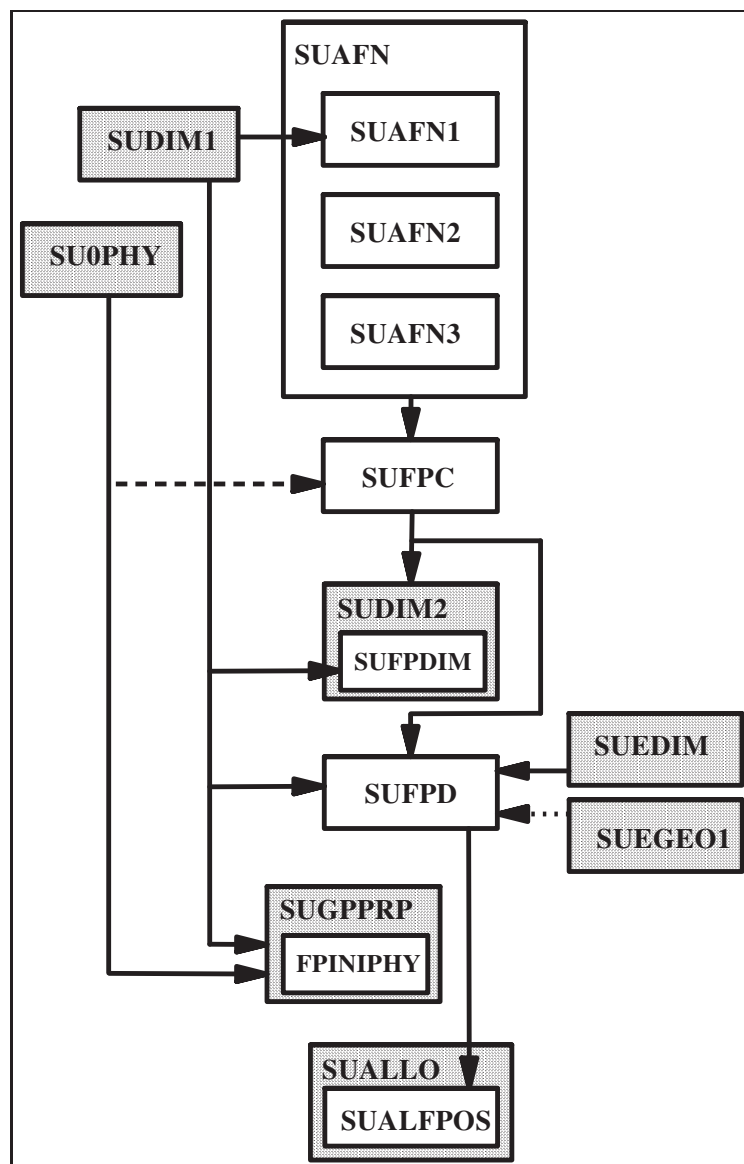 SUAFN
SUDIM1
SUAFN1
SU0PHY
SUAFN2
SUAFN3
SUFPC
SUDIM2
SUFPDIM
SUEDIM
SUFPD
SUEGEO1
SUGPPRP
FPINIPHY
SUALLO
SUALFPOS